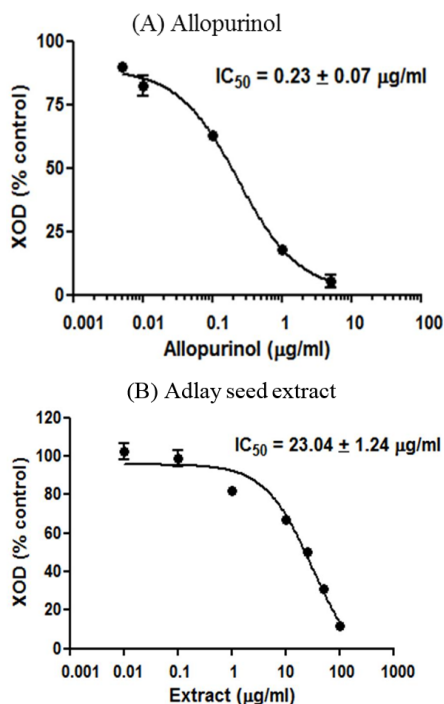 (A) Allopurinol
IC50 = 0.23 ± 0.07 µg/ml
XOD (% control)
100
75
50
25
0
0.001 0.01 0.1 1 10 100
Allopurinol (µg/ml)
(B) Adlay seed extract
IC50 = 23.04 ± 1.24 µg/ml
XOD (% control)
120
100
80
60
40
20
0
0.001 0.01 0.1 1 10 100 1000
Extract (µg/ml)